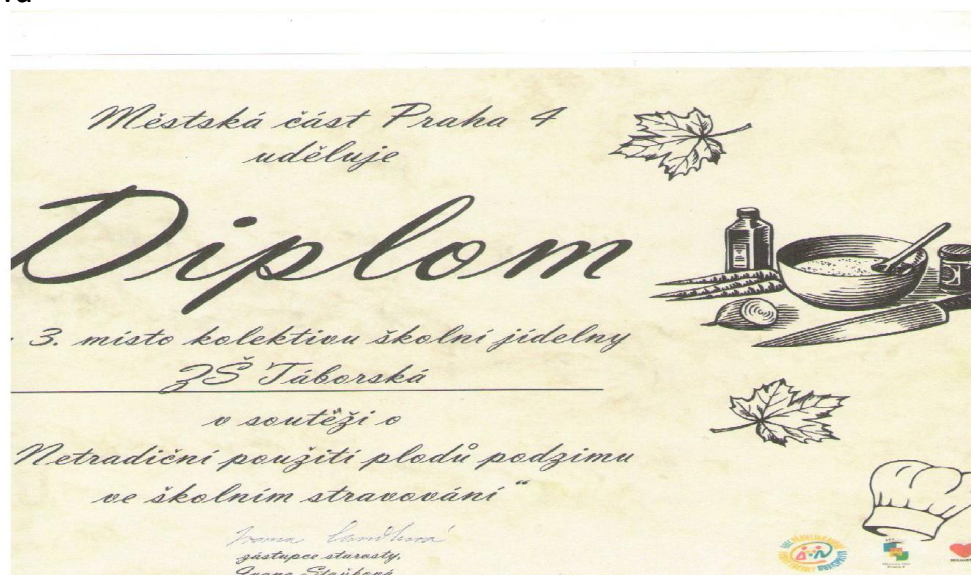 Městská část Praha 4
uděluje
Diplom
3. místo kolektivu školní jídelny
ZŠ Táborská
v soutěži o
Netradiční použití plodů podzimu
ve školním stravování“
zástupce starosty,